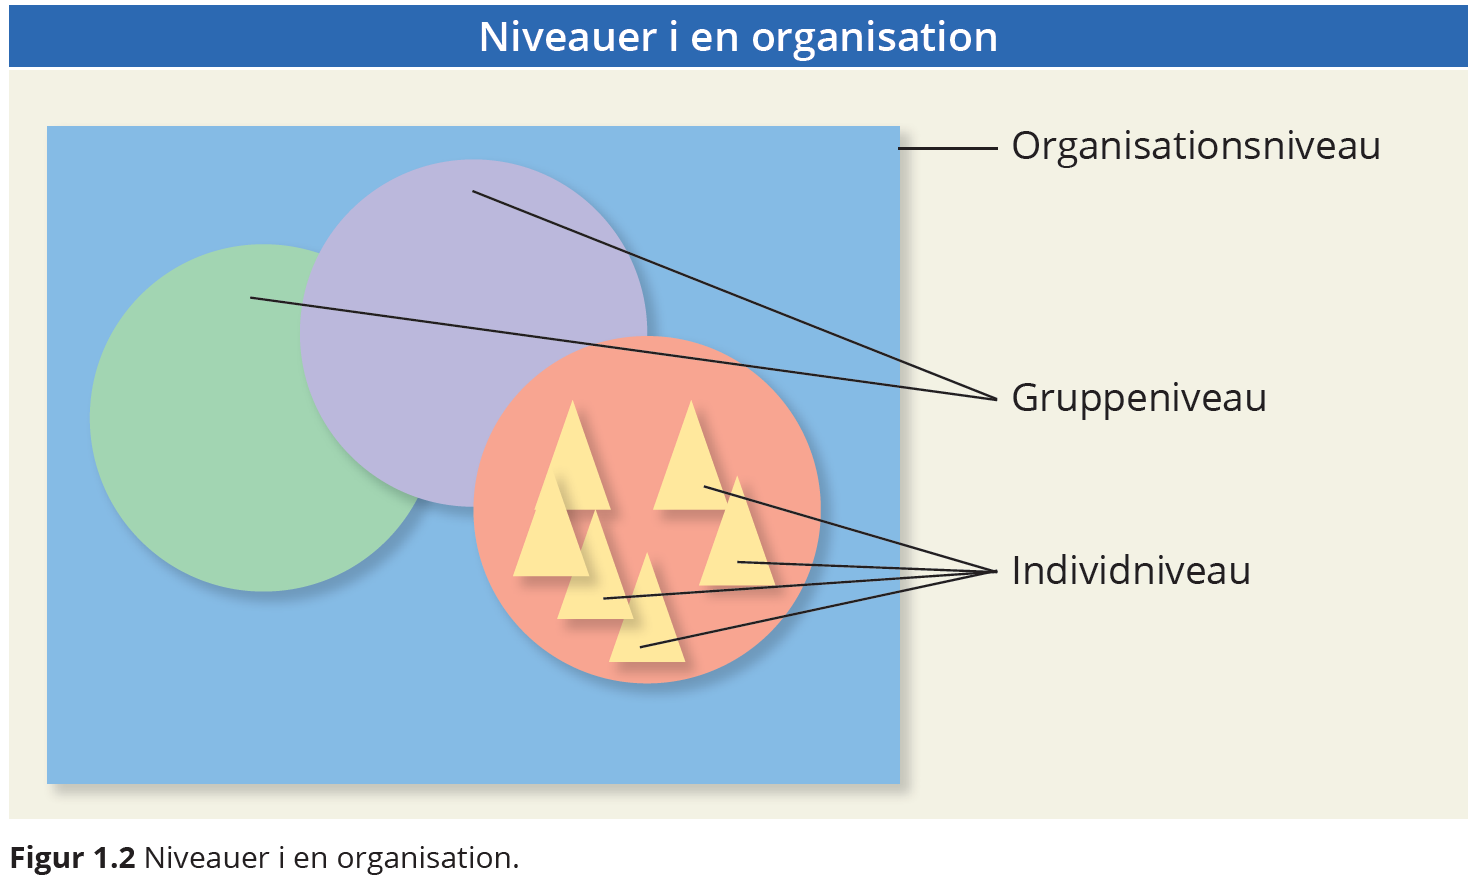 Niveauer i en organisation
Organisationsniveau
Gruppeniveau
Individniveau
Figur 1.2 Niveauer i en organisation.